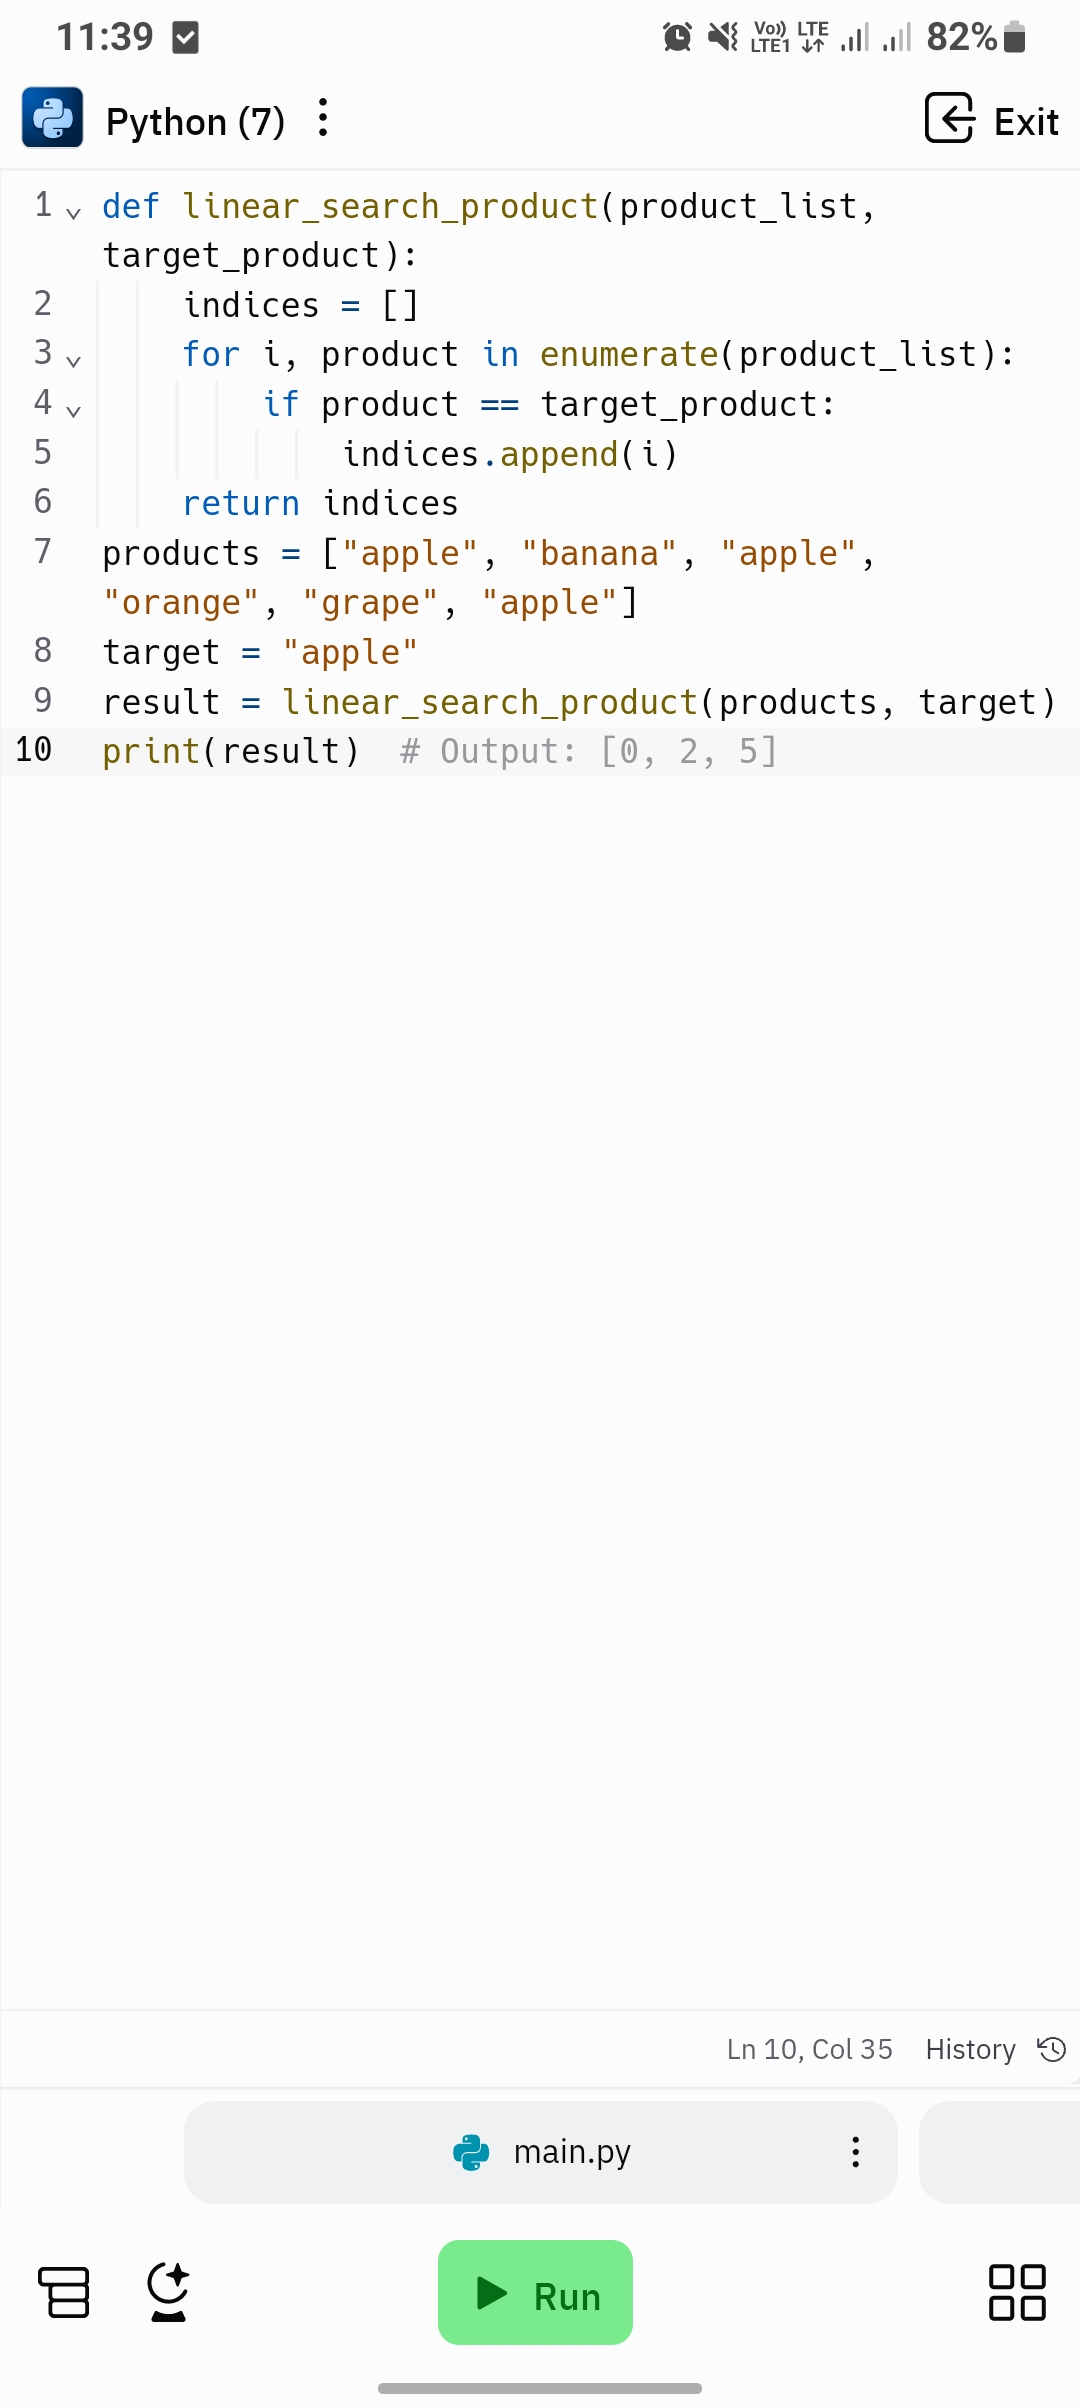 11:39 Vo)) LTE1 LTE 82%
Python (7) Exit
1 def linear_search_product(product_list,
target_product):
2     indices = []
3     for i, product in enumerate(product_list):
4         if product == target_product:
5             indices.append(i)
6     return indices
7 products = ["apple", "banana", "apple",
"orange", "grape", "apple"]
8 target = "apple"
9 result = linear_search_product(products, target)
10 print(result)  # Output: [0, 2, 5]
Ln 10, Col 35 History
main.py
Run